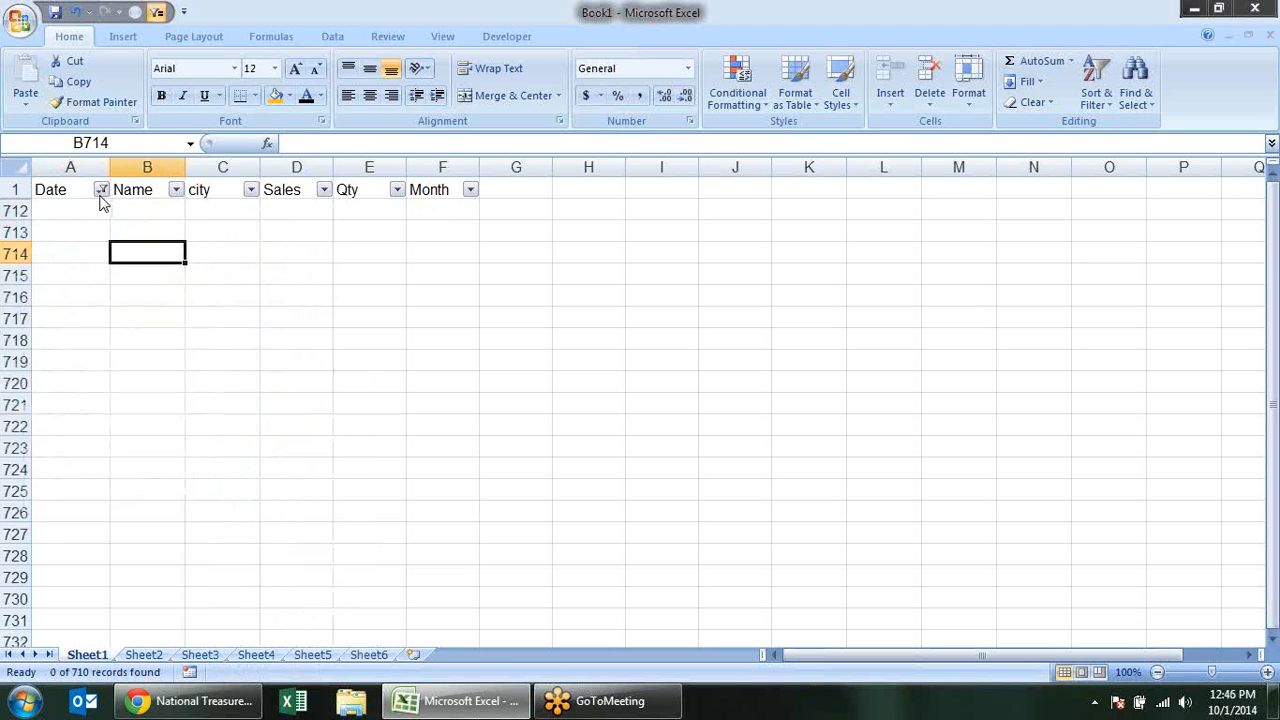 Book1 - Microsoft Excel
Home Insert Page Layout Formulas Data Review View Developer
Paste Cut Copy Format Painter Clipboard
Arial 12 A A B I U A Font
Wrap Text Merge & Center Alignment
General $ % , .0 .00 .00 .0 Number
Conditional Formatting Format as Table Cell Styles Styles
Insert Delete Format Cells
Σ AutoSum Fill Clear Sort & Filter Find & Select Editing
B714 fx
A B C D E F G H I J K L M N O P Q
1 Date Name city Sales Qty Month
712
713
714
715
716
717
718
719
720
721
722
723
724
725
726
727
728
729
730
731
732
Sheet1 Sheet2 Sheet3 Sheet4 Sheet5 Sheet6
Ready 0 of 710 records found 100%
National Treasure... Microsoft Excel - ... GoToMeeting
12:46 PM
10/1/2014